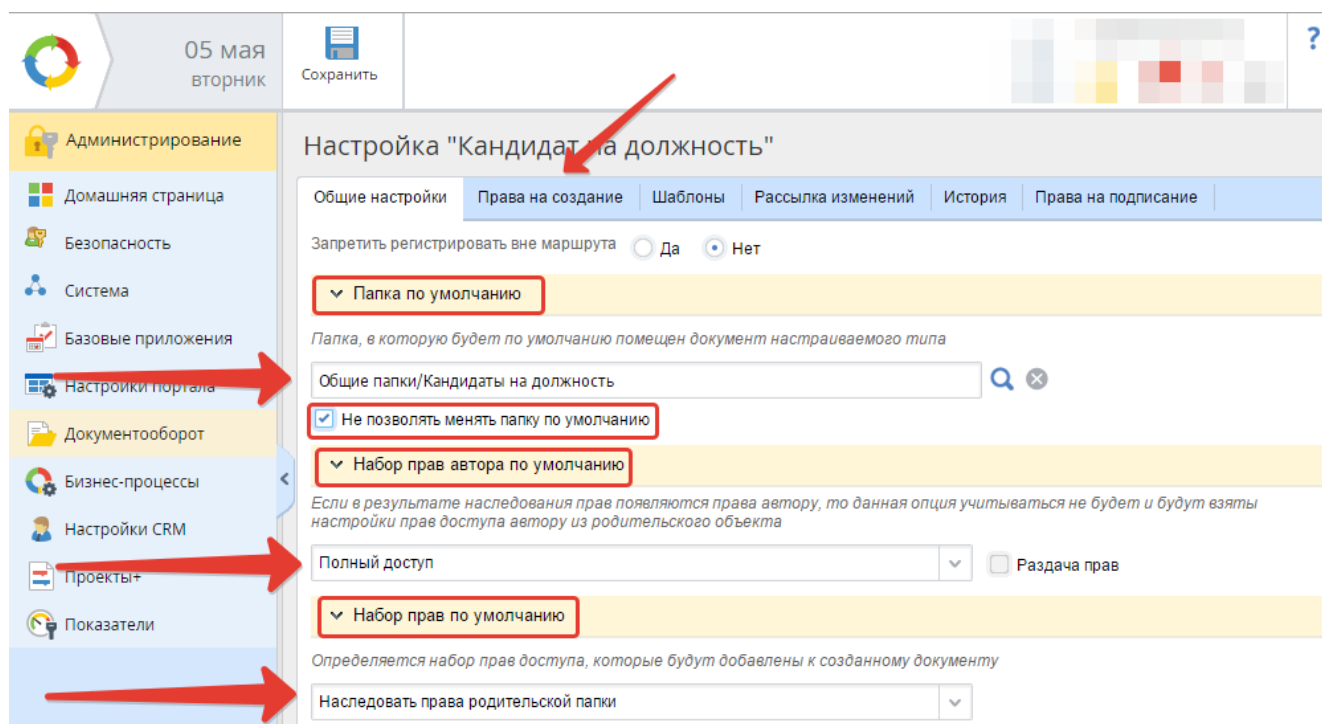 05 мая
вторник
Сохранить
?
Администрирование
Домашняя страница
Безопасность
Система
Базовые приложения
Настройки портала
Документооборот
Бизнес-процессы
Настройки CRM
Проекты+
Показатели
Настройка "Кандидат на должность"
Общие настройки Права на создание Шаблоны Рассылка изменений История Права на подписание
Запретить регистрировать вне маршрута Да Нет
Папка по умолчанию
Папка, в которую будет по умолчанию помещен документ настраиваемого типа
Общие папки/Кандидаты на должность
Не позволять менять папку по умолчанию
Набор прав автора по умолчанию
Если в результате наследования прав появляются права автору, то данная опция учитываться не будет и будут взяты
настройки прав доступа автору из родительского объекта
Полный доступ Раздача прав
Набор прав по умолчанию
Определяется набор прав доступа, которые будут добавлены к созданному документу
Наследовать права родительской папки